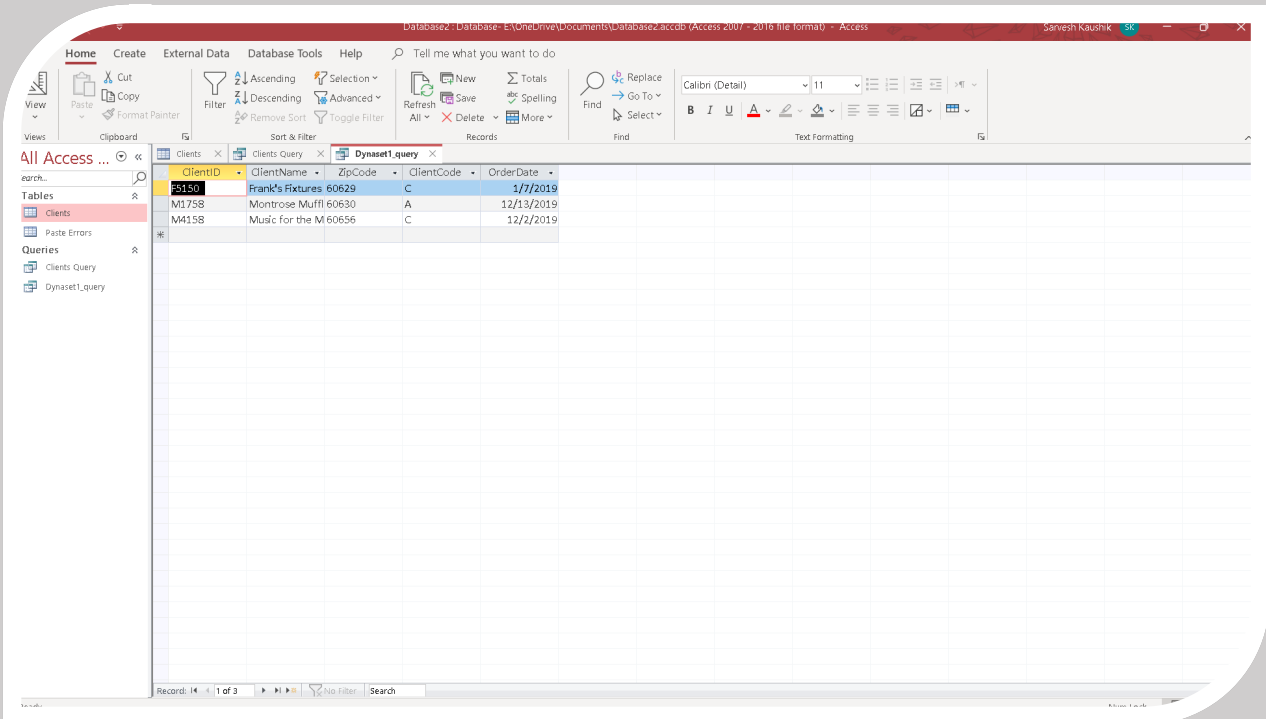 Database2 : Database- E:\OneDrive\Documents\Database2.accdb (Access 2007 - 2016 file format) - Access Sarvesh Kaushik SK
Home Create External Data Database Tools Help Tell me what you want to do
View Paste Cut Copy Format Painter Filter Ascending Descending Remove Sort Selection Advanced Toggle Filter Refresh All New Save Delete Totals Spelling More Find Replace Go To Select Calibri (Detail) 11 B I U A
Views Clipboard Sort & Filter Records Find Text Formatting
All Access ... « Clients Clients Query Dynaset1_query
earch...
Tables
Clients
Paste Errors
Queries
Clients Query
Dynaset1_query
ClientID ClientName ZipCode ClientCode OrderDate
F5150 Frank's Fixtures 60629 C 1/7/2019
M1758 Montrose Muffl 60630 A 12/13/2019
M4158 Music for the M 60656 C 12/2/2019
Record: 1 of 3 No Filter Search